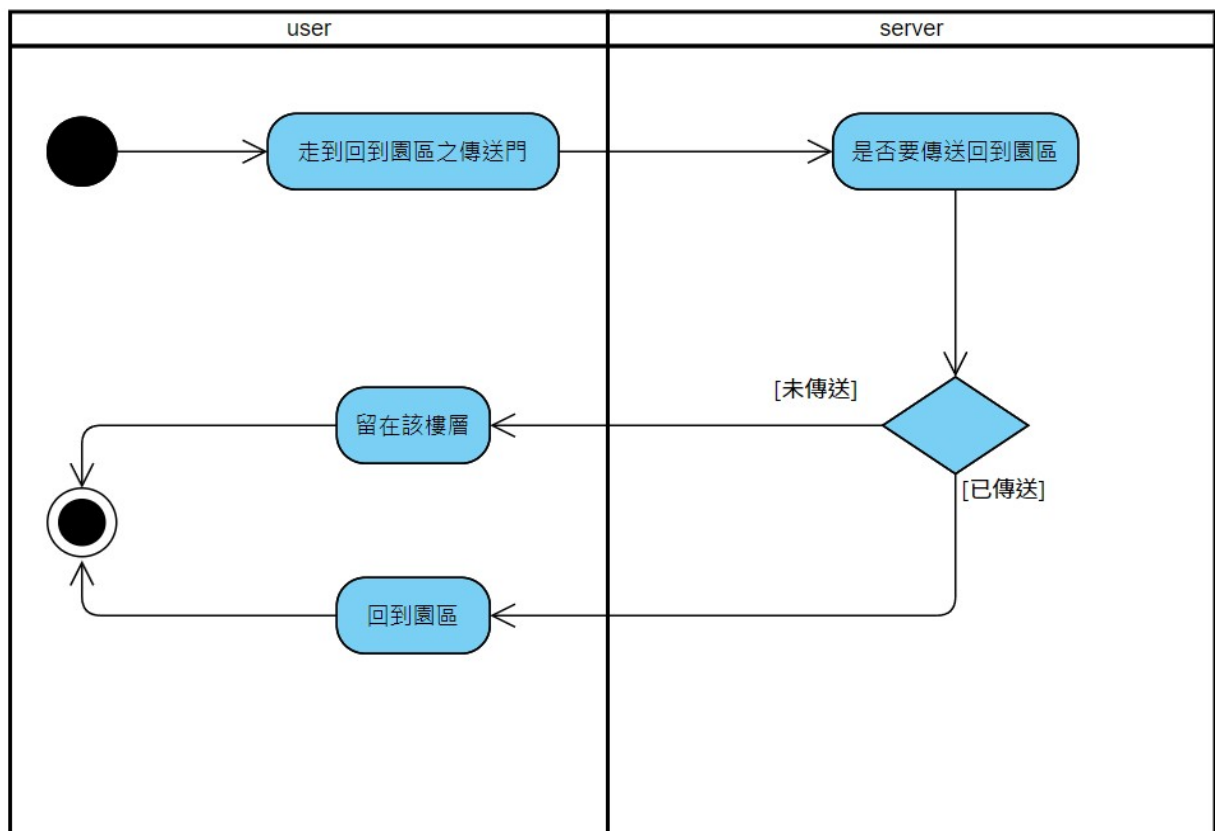 user
server
走到回到園區之傳送門
是否要傳送回到園區
[未傳送]
留在該樓層
[已傳送]
回到園區